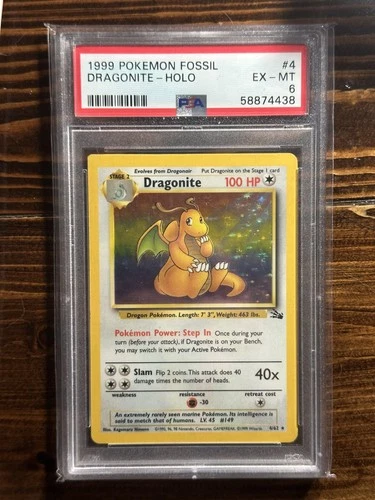 1999 POKEMON FOSSIL #4
DRAGONITE - HOLO EX - MT
6
PSA 58874438
STAGE 2 Evolves from Dragonair Put Dragonite on the Stage 1 card
Dragonite 100 HP
Dragon Pokémon. Length: 7' 3", Weight: 463 lbs.
Pokémon Power: Step In Once during your
turn (before your attack), if Dragonite is on your Bench,
you may switch it with your Active Pokémon.
Slam Flip 2 coins. This attack does 40
damage times the number of heads. 40x
weakness resistance retreat cost
-30
An extremely rarely seen marine Pokémon. Its intelligence is
said to match that of humans. LV. 45 #149
Illus. Kagemaru Himeno 4/62